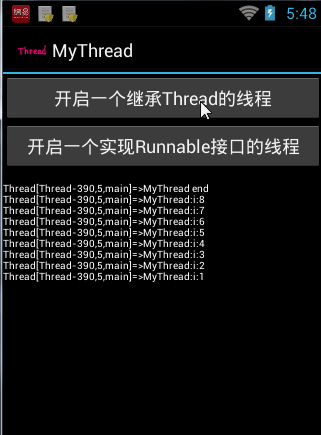 5:48
Thread MyThread
开启一个继承Thread的线程
开启一个实现Runnable接口的线程
Thread[Thread-390,5,main]=>MyThread end
Thread[Thread-390,5,main]=>MyThread:i:8
Thread[Thread-390,5,main]=>MyThread:i:7
Thread[Thread-390,5,main]=>MyThread:i:6
Thread[Thread-390,5,main]=>MyThread:i:5
Thread[Thread-390,5,main]=>MyThread:i:4
Thread[Thread-390,5,main]=>MyThread:i:3
Thread[Thread-390,5,main]=>MyThread:i:2
Thread[Thread-390,5,main]=>MyThread:i:1